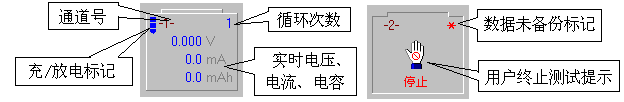 通道号
-1-
1
循环次数
0.000 V
0.0 mA
0.0 mAh
充/放电标记
实时电压、
电流、电容
-2-
*
数据未备份标记
停止
用户终止测试提示